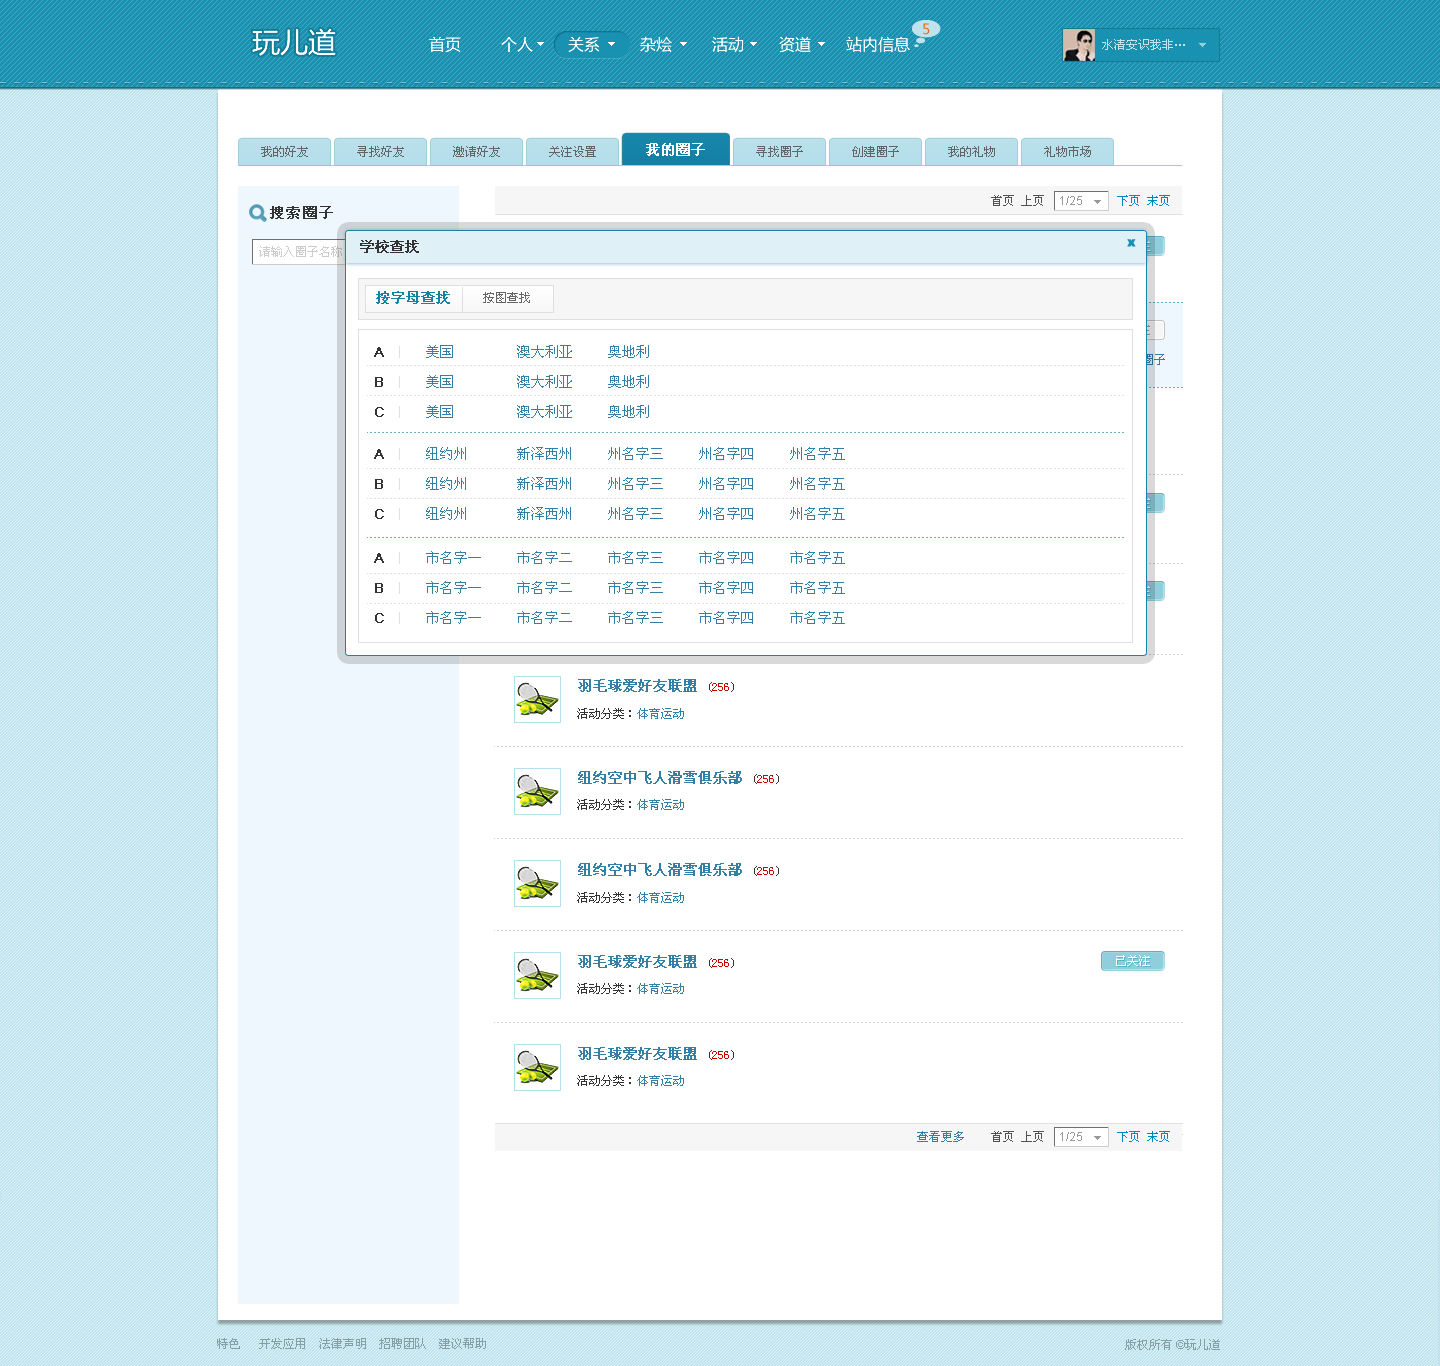 玩儿道 首页 个人 关系 杂烩 活动 资道 站内信息 5 水清安识我非…
我的好友 寻找好友 邀请好友 关注设置 我的圈子 寻找圈子 创建圈子 我的礼物 礼物市场
搜索圈子
请输入圈子名称
首页 上页 1/25 下页 末页
学校查找 x
按字母查找 按图查找
A 美国 澳大利亚 奥地利
B 美国 澳大利亚 奥地利
C 美国 澳大利亚 奥地利
圈子
A 纽约州 新泽西州 州名字三 州名字四 州名字五
B 纽约州 新泽西州 州名字三 州名字四 州名字五
C 纽约州 新泽西州 州名字三 州名字四 州名字五
A 市名字一 市名字二 市名字三 市名字四 市名字五
B 市名字一 市名字二 市名字三 市名字四 市名字五
C 市名字一 市名字二 市名字三 市名字四 市名字五
羽毛球爱好友联盟 (256)
活动分类：体育运动
纽约空中飞人滑雪俱乐部 (256)
活动分类：体育运动
纽约空中飞人滑雪俱乐部 (256)
活动分类：体育运动
羽毛球爱好友联盟 (256) 已关注
活动分类：体育运动
羽毛球爱好友联盟 (256)
活动分类：体育运动
查看更多 首页 上页 1/25 下页 末页
特色 开发应用 法律声明 招聘团队 建议帮助 版权所有 ©玩儿道